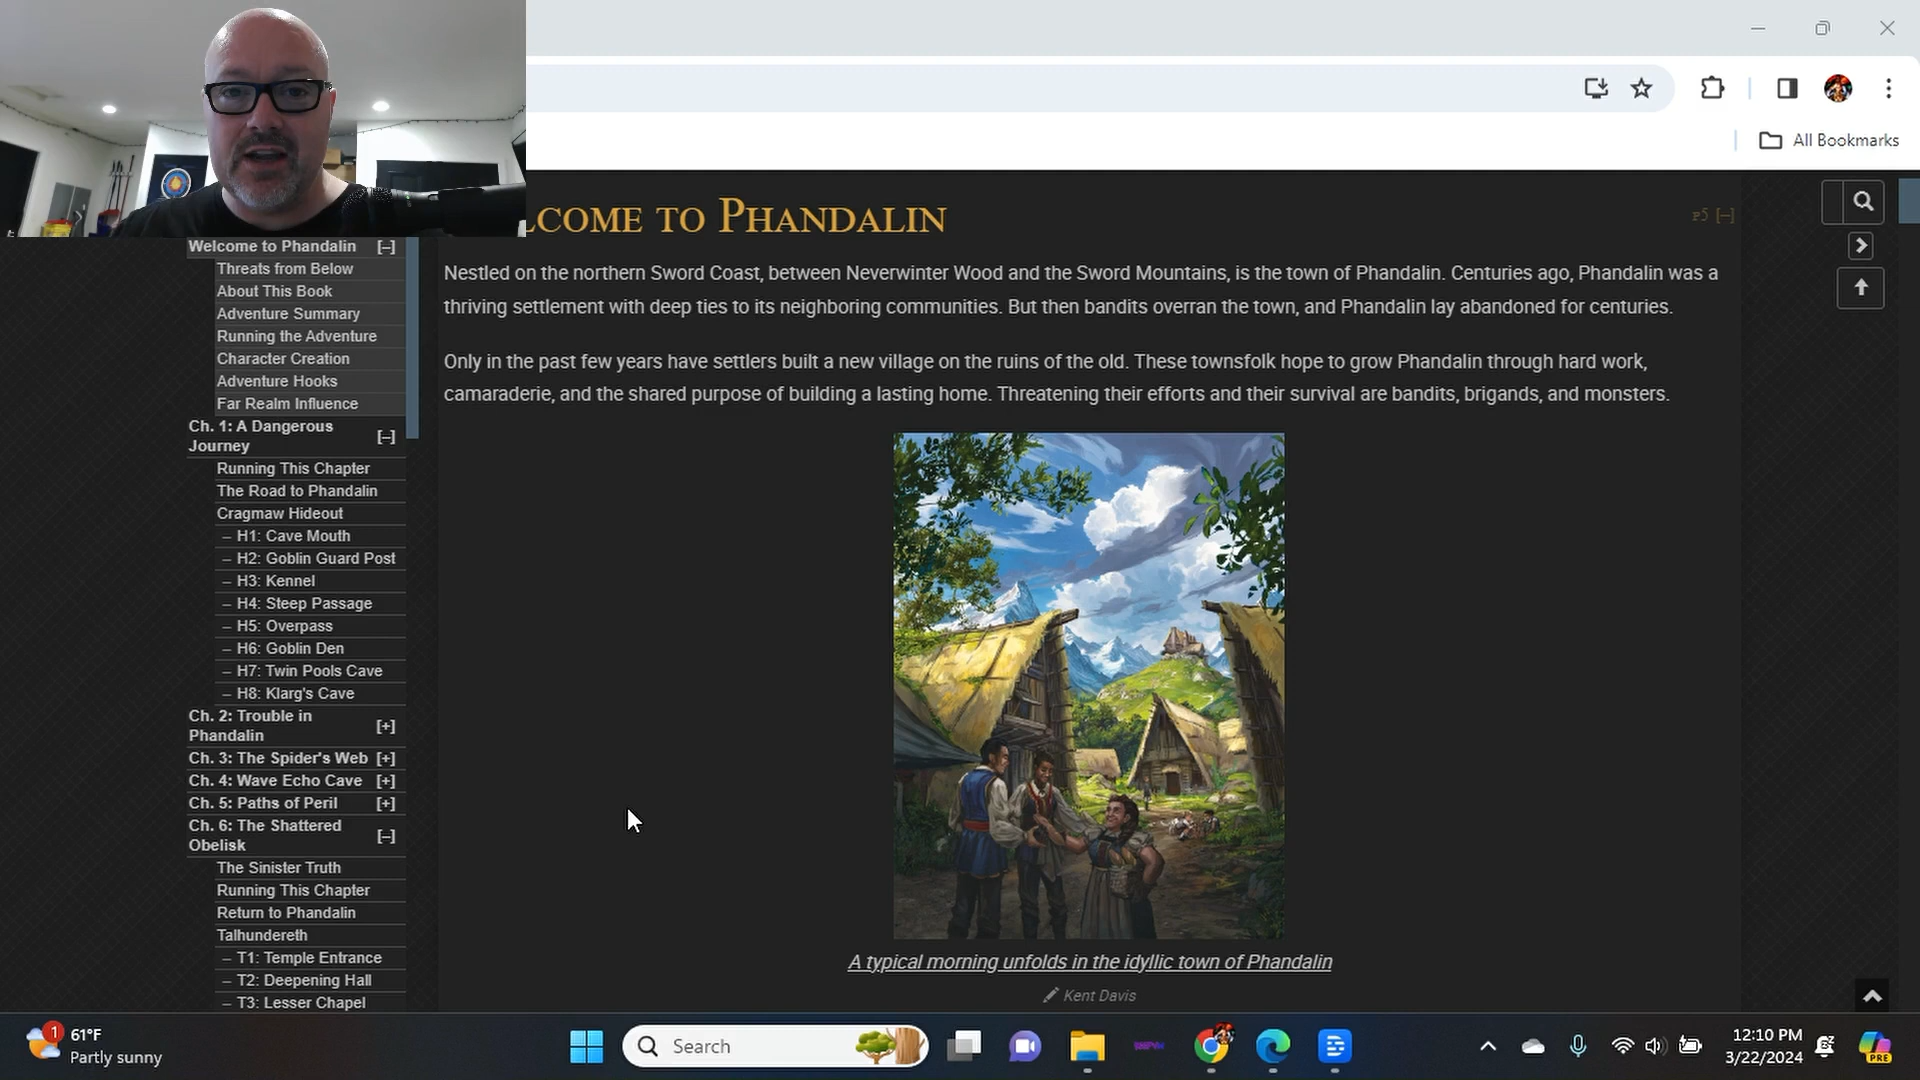 All Bookmarks
LCOME TO PHANDALIN
P5 [–]
Nestled on the northern Sword Coast, between Neverwinter Wood and the Sword Mountains, is the town of Phandalin. Centuries ago, Phandalin was a
thriving settlement with deep ties to its neighboring communities. But then bandits overran the town, and Phandalin lay abandoned for centuries.
Only in the past few years have settlers built a new village on the ruins of the old. These townsfolk hope to grow Phandalin through hard work,
camaraderie, and the shared purpose of building a lasting home. Threatening their efforts and their survival are bandits, brigands, and monsters.
A typical morning unfolds in the idyllic town of Phandalin
Kent Davis
Welcome to Phandalin [–]
Threats from Below
About This Book
Adventure Summary
Running the Adventure
Character Creation
Adventure Hooks
Far Realm Influence
Ch. 1: A Dangerous
Journey [–]
Running This Chapter
The Road to Phandalin
Cragmaw Hideout
– H1: Cave Mouth
– H2: Goblin Guard Post
– H3: Kennel
– H4: Steep Passage
– H5: Overpass
– H6: Goblin Den
– H7: Twin Pools Cave
– H8: Klarg's Cave
Ch. 2: Trouble in
Phandalin [+]
Ch. 3: The Spider's Web [+]
Ch. 4: Wave Echo Cave [+]
Ch. 5: Paths of Peril [+]
Ch. 6: The Shattered
Obelisk [–]
The Sinister Truth
Running This Chapter
Return to Phandalin
Talhundereth
– T1: Temple Entrance
– T2: Deepening Hall
– T3: Lesser Chapel
1
61°F
Partly sunny
Search
12:10 PM
3/22/2024
PRE